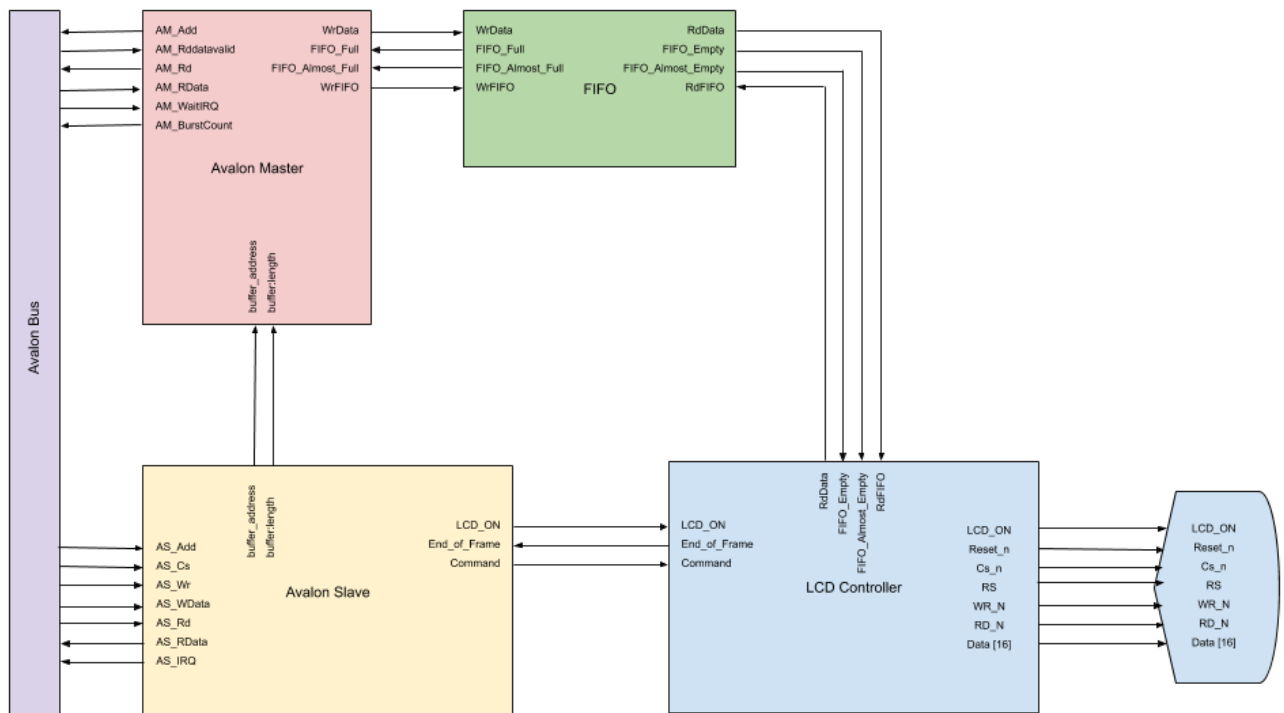 Avalon Bus
AM_Add
AM_Rddatavalid
AM_Rd
AM_RData
AM_WaitIRQ
AM_BurstCount
WrData
FIFO_Full
FIFO_Almost_Full
WrFIFO
Avalon Master
buffer_address
buffer:length
WrData
FIFO_Full
FIFO_Almost_Full
WrFIFO
RdData
FIFO_Empty
FIFO_Almost_Empty
RdFIFO
FIFO
buffer_address
buffer:length
AS_Add
AS_Cs
AS_Wr
AS_WData
AS_Rd
AS_RData
AS_IRQ
LCD_ON
End_of_Frame
Command
Avalon Slave
RdData
FIFO_Empty
FIFO_Almost_Empty
RdFIFO
LCD_ON
End_of_Frame
Command
LCD Controller
LCD_ON
Reset_n
Cs_n
RS
WR_N
RD_N
Data [16]
LCD_ON
Reset_n
Cs_n
RS
WR_N
RD_N
Data [16]